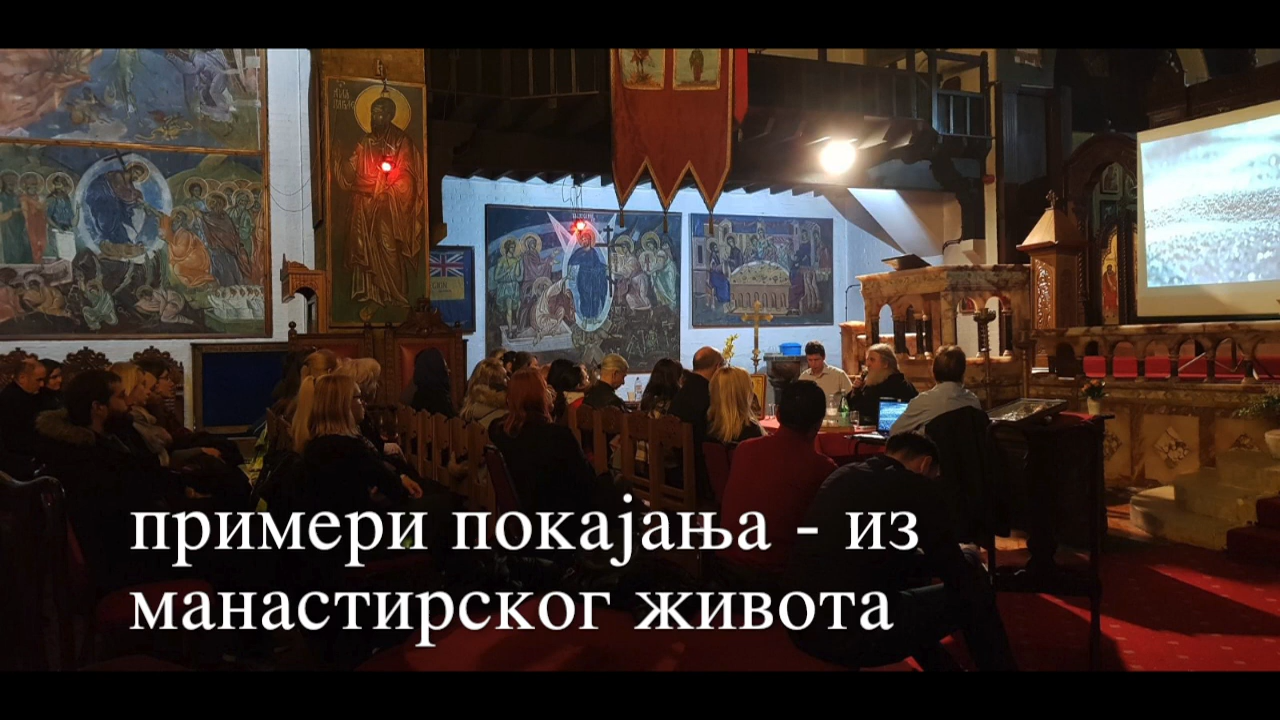 примери покајања - из
манастирског живота